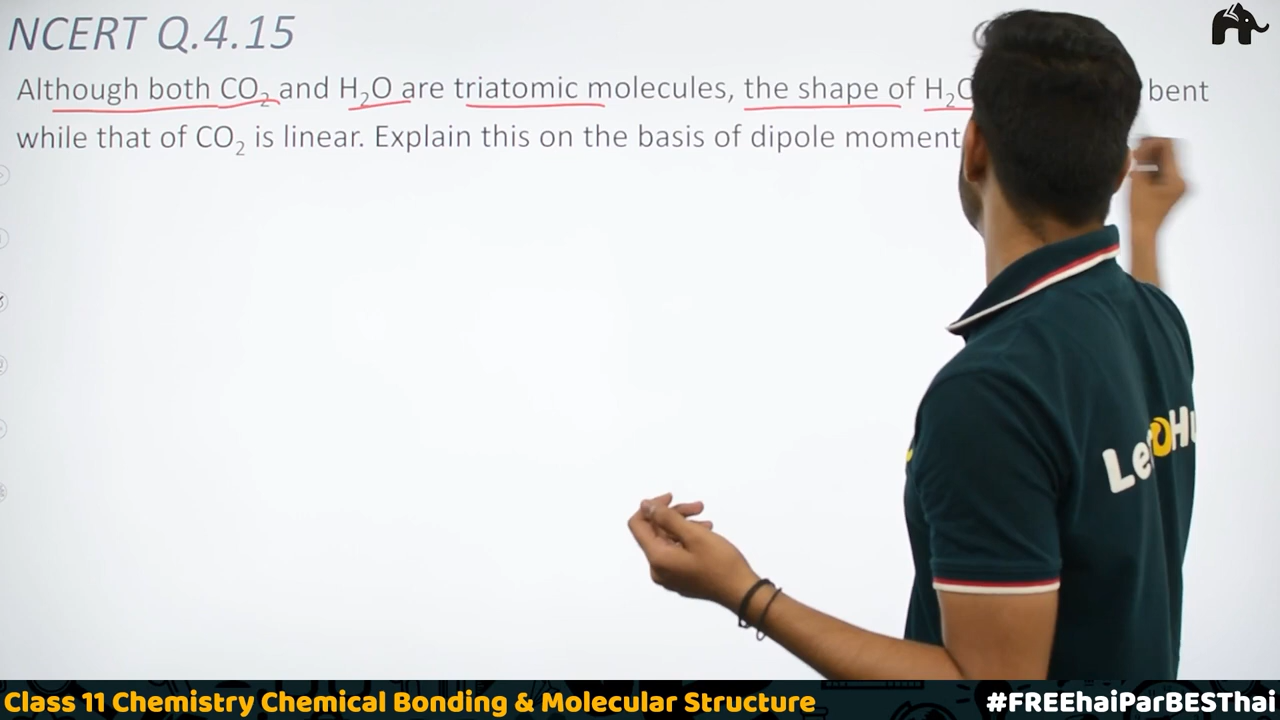 NCERT Q.4.15
Although both CO₂ and H₂O are triatomic molecules, the shape of H₂O bent
while that of CO₂ is linear. Explain this on the basis of dipole moment
Class 11 Chemistry Chemical Bonding & Molecular Structure
#FREEhaiParBESThai